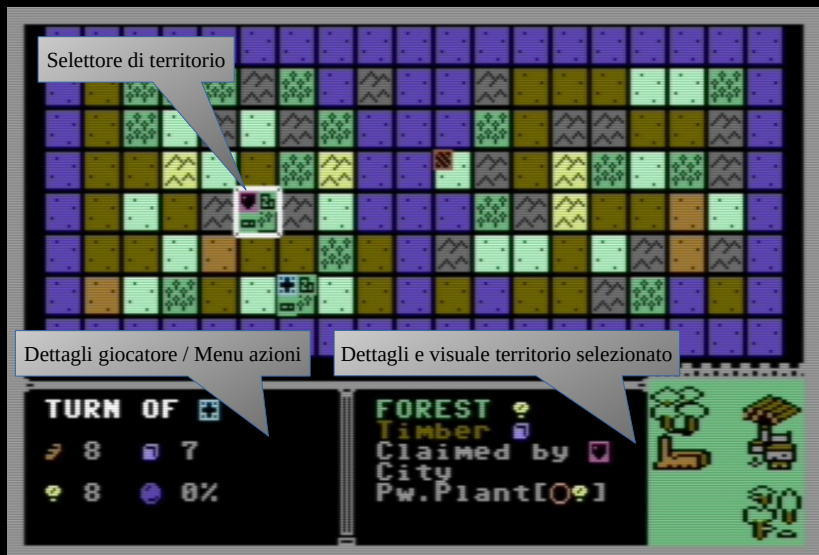 Selettore di territorio
Dettagli giocatore / Menu azioni
Dettagli e visuale territorio selezionato
TURN OF
8 7
8 0%
FOREST
Timber
Claimed by
City
Pw.Plant[ ]